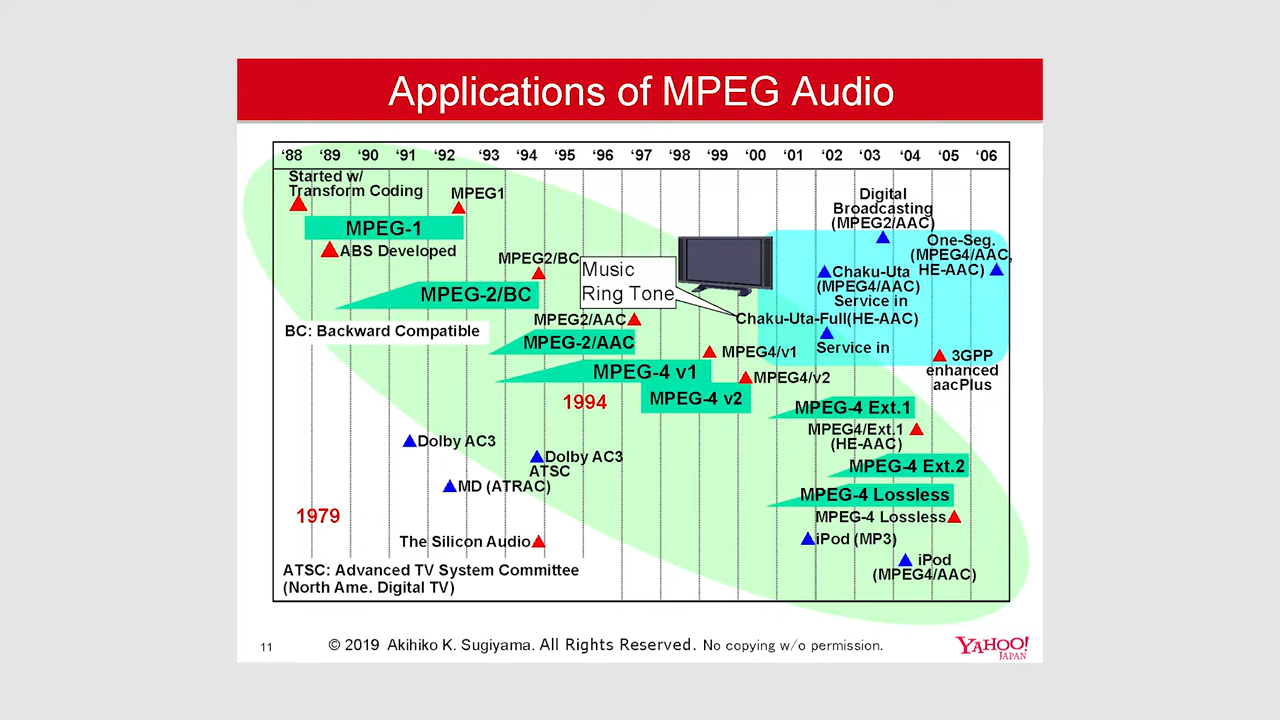 Applications of MPEG Audio
‘88 ‘89 ‘90 ‘91 ‘92 ‘93 ‘94 ‘95 ‘96 ‘97 ‘98 ‘99 ‘00 ‘01 ‘02 ‘03 ‘04 ‘05 ‘06
Started w/
Transform Coding
MPEG1
MPEG-1
ABS Developed
MPEG2/BC
MPEG-2/BC
Music
Ring Tone
Digital
Broadcasting
(MPEG2/AAC)
One-Seg.
(MPEG4/AAC,
HE-AAC)
Chaku-Uta
(MPEG4/AAC)
Service in
Chaku-Uta-Full(HE-AAC)
Service in
BC: Backward Compatible
MPEG2/AAC
MPEG-2/AAC
MPEG4/v1
MPEG-4 v1
MPEG4/v2
MPEG-4 v2
3GPP
enhanced
aacPlus
1994
MPEG-4 Ext.1
MPEG4/Ext.1
(HE-AAC)
Dolby AC3
Dolby AC3
ATSC
MPEG-4 Ext.2
MD (ATRAC)
MPEG-4 Lossless
1979
MPEG-4 Lossless
The Silicon Audio
iPod (MP3)
iPod
(MPEG4/AAC)
ATSC: Advanced TV System Committee
(North Ame. Digital TV)
11
© 2019 Akihiko K. Sugiyama. All Rights Reserved. No copying w/o permission.
YAHOO!
JAPAN